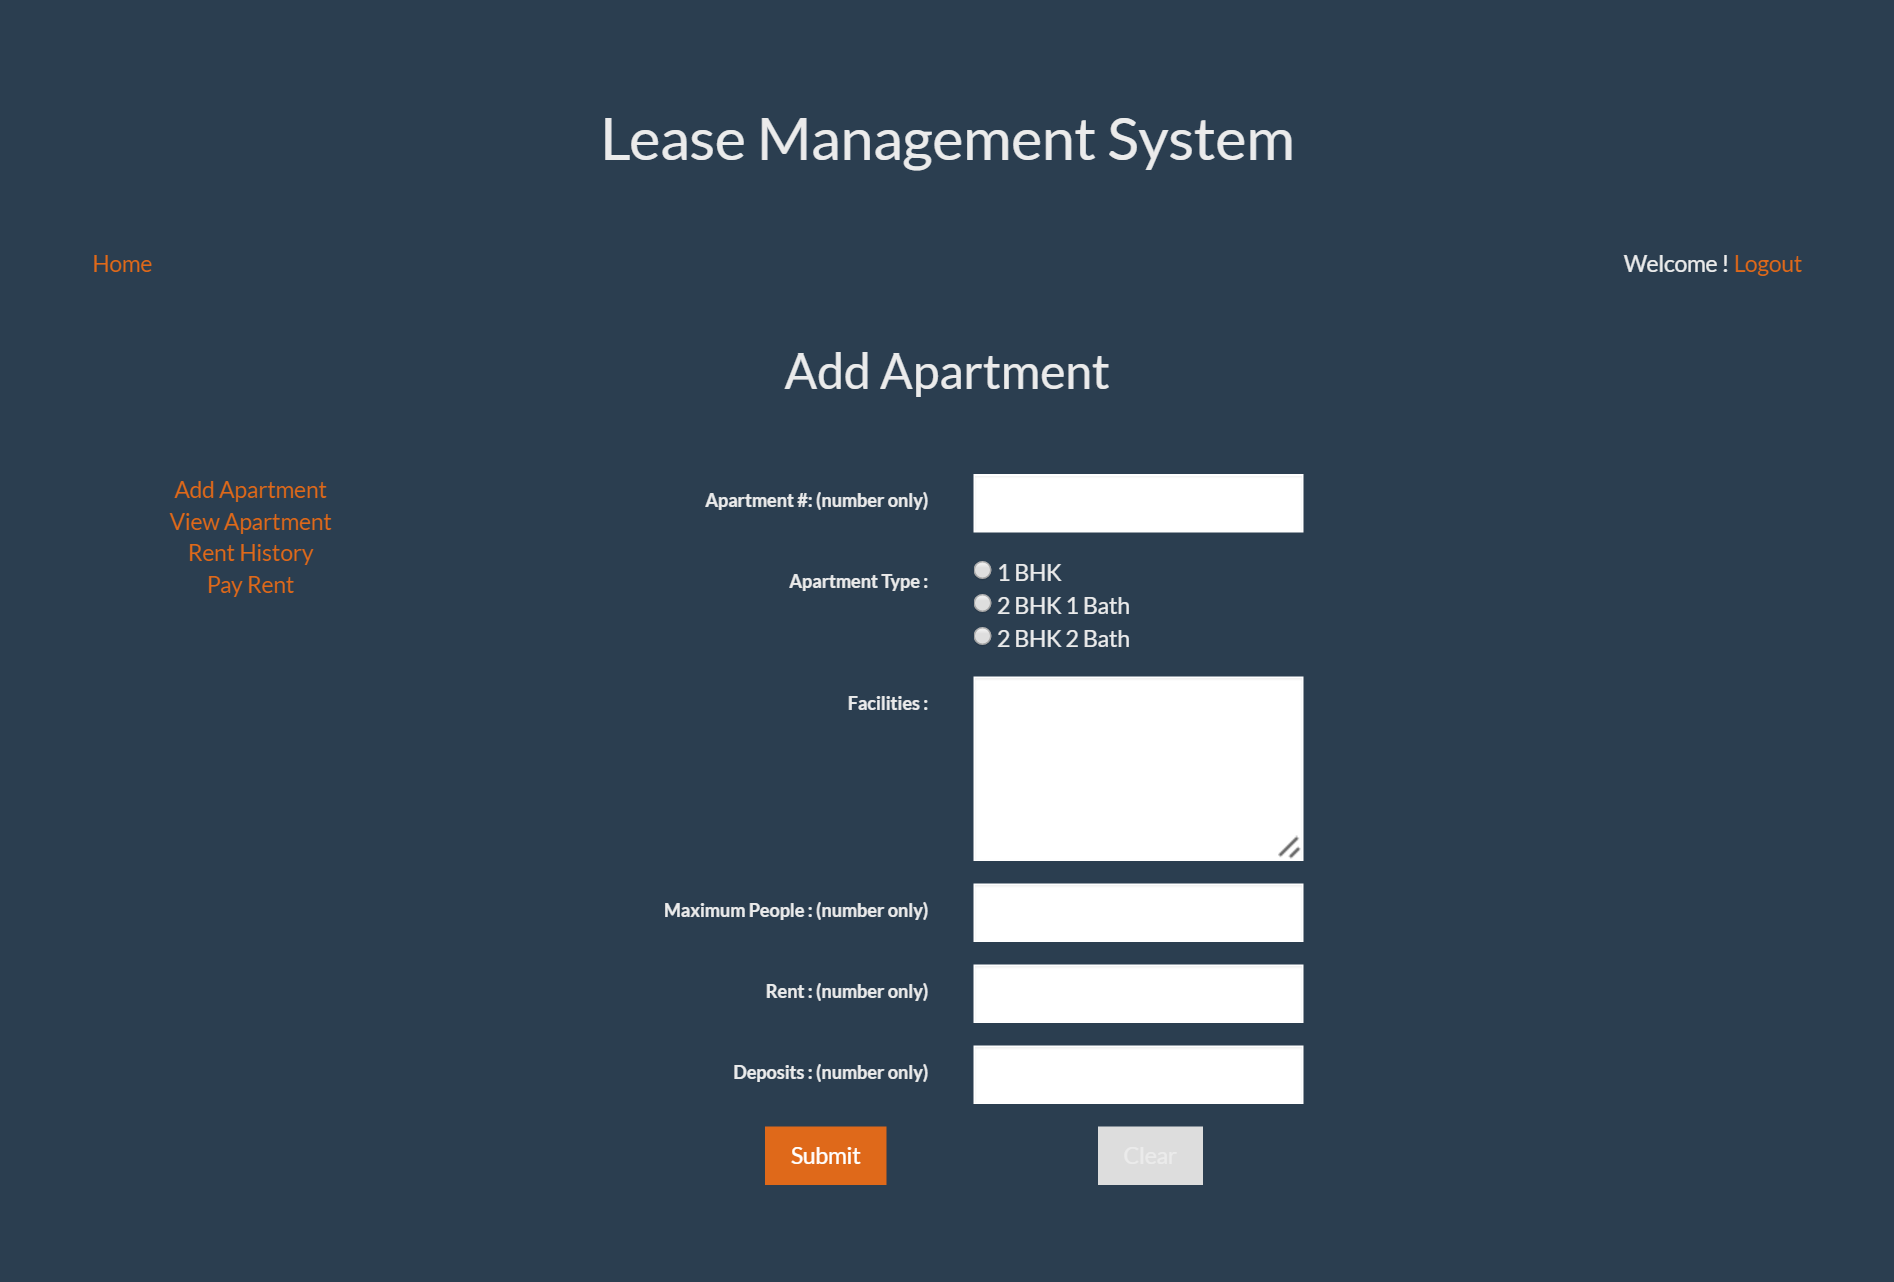 Lease Management System
Home
Welcome ! Logout
Add Apartment
Add Apartment
View Apartment
Rent History
Pay Rent
Apartment #: (number only)
Apartment Type :
1 BHK
2 BHK 1 Bath
2 BHK 2 Bath
Facilities :
Maximum People : (number only)
Rent : (number only)
Deposits : (number only)
Submit
Clear